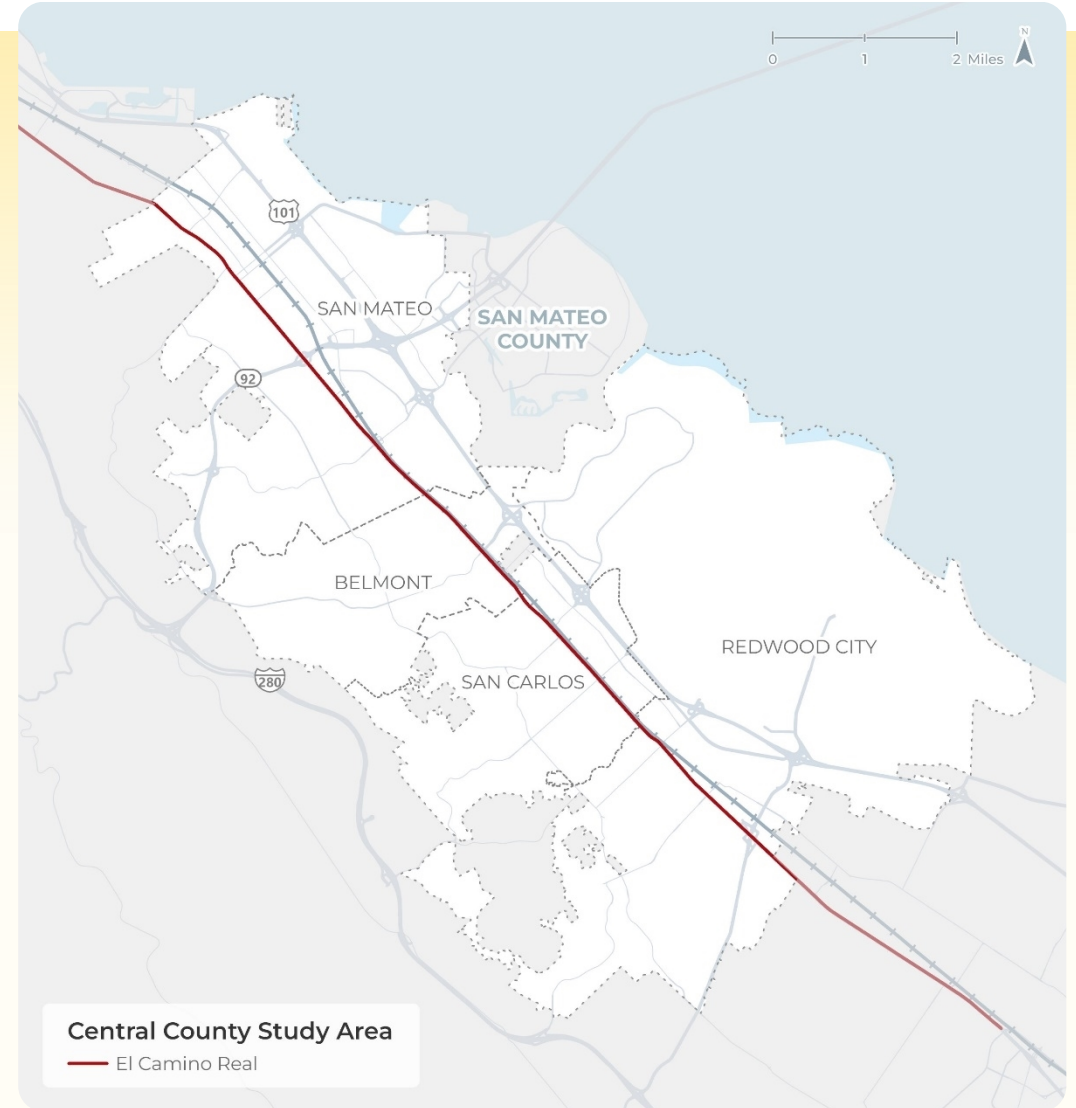 N
0 1 2 Miles
101
SAN MATEO
SAN MATEO
COUNTY
92
BELMONT
REDWOOD CITY
280
SAN CARLOS
Central County Study Area
El Camino Real